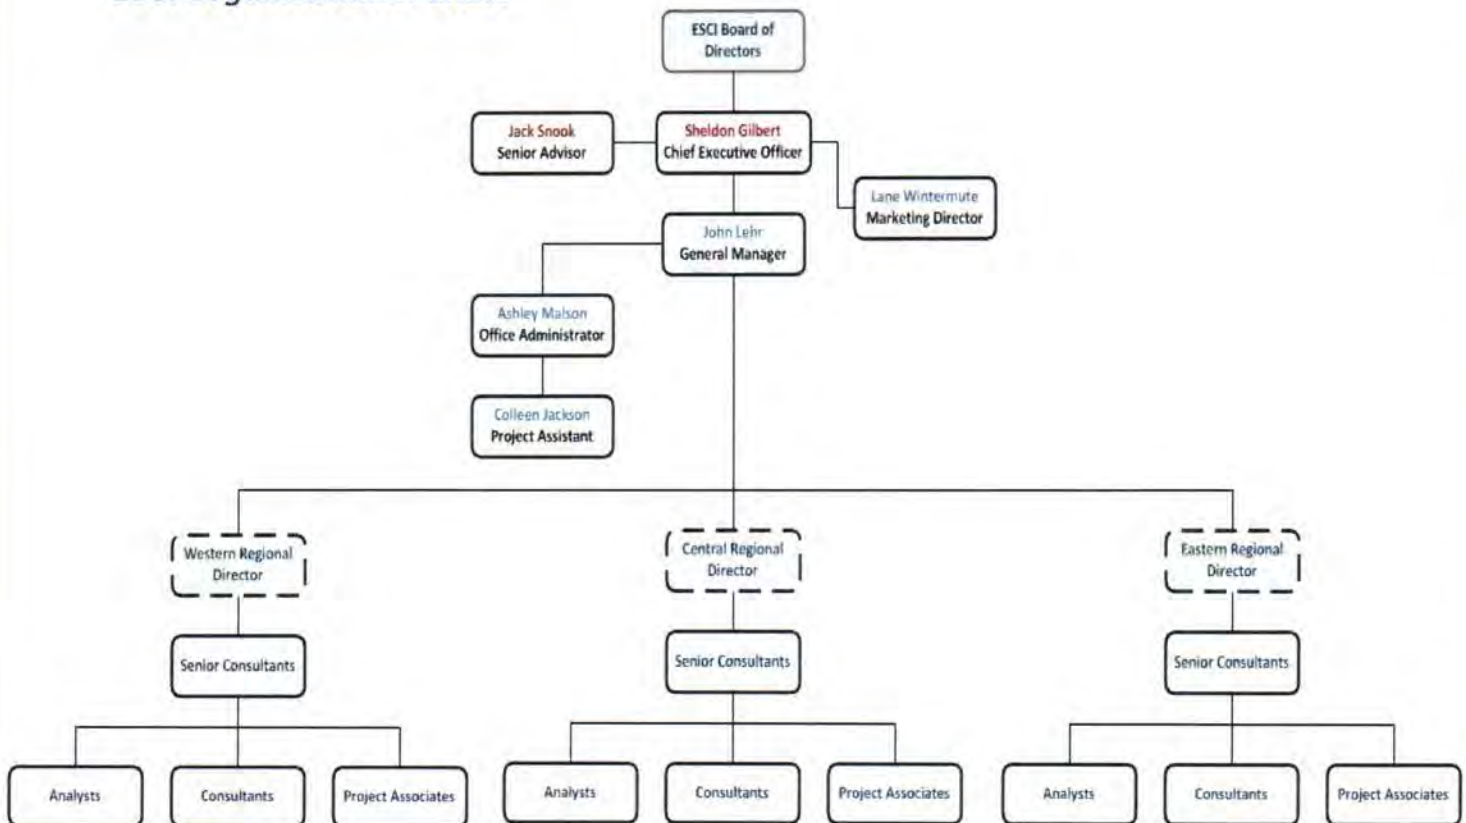 ESCI Board of
Directors
Jack Snook
Senior Advisor
Sheldon Gilbert
Chief Executive Officer
Lane Wintermute
Marketing Director
John Lehr
General Manager
Ashley Malson
Office Administrator
Colleen Jackson
Project Assistant
Western Regional
Director
Central Regional
Director
Eastern Regional
Director
Senior Consultants
Senior Consultants
Senior Consultants
Analysts
Consultants
Project Associates
Analysts
Consultants
Project Associates
Analysts
Consultants
Project Associates